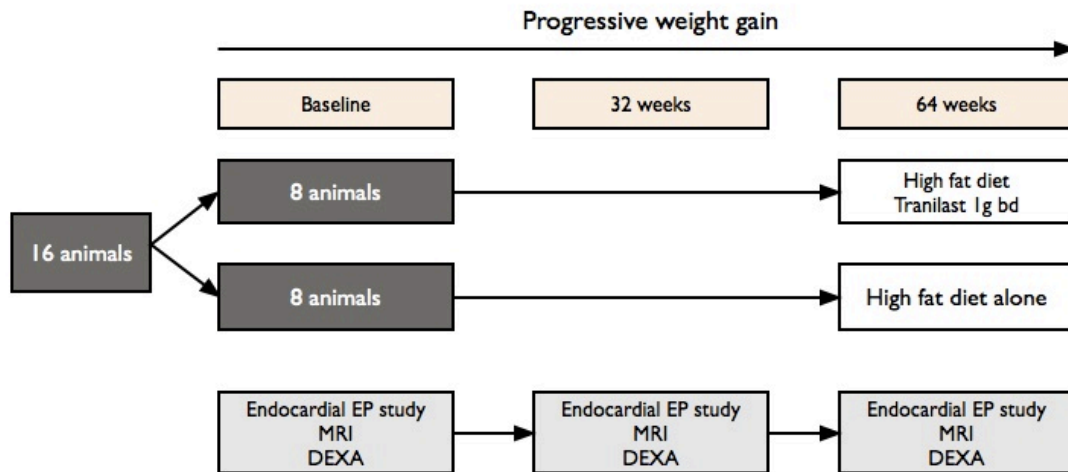 Progressive weight gain
Baseline
32 weeks
64 weeks
16 animals
8 animals
High fat diet
Tranilast 1g bd
8 animals
High fat diet alone
Endocardial EP study
MRI
DEXA
Endocardial EP study
MRI
DEXA
Endocardial EP study
MRI
DEXA